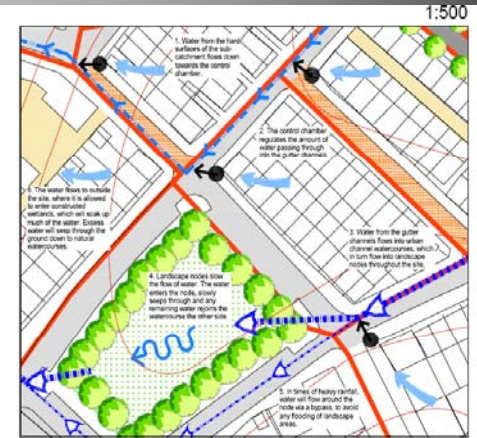 1:500
1. Water from the hard
surfaces of the sub-
catchment flows down
towards the control
chamber.
2. The control chamber
regulates the amount of
water passing through
into the gutter channels.
3. Water from the gutter
channels flows into urban
channel watercourses, which
in turn flow into landscape
nodes throughout the site.
6. The water flows to outside
the site, where it is allowed
to enter constructed
wetlands, which will soak up
much of the water. Excess
water will seep through the
ground down to natural
watercourses.
4. Landscape nodes slow
the flow of water. The water
enters the node, slowly
seeps through and any
remaining water rejoins the
watercourse the other side.
5. In times of heavy rainfall,
water will flow around the
node via a bypass, to avoid
any flooding of landscape
areas.